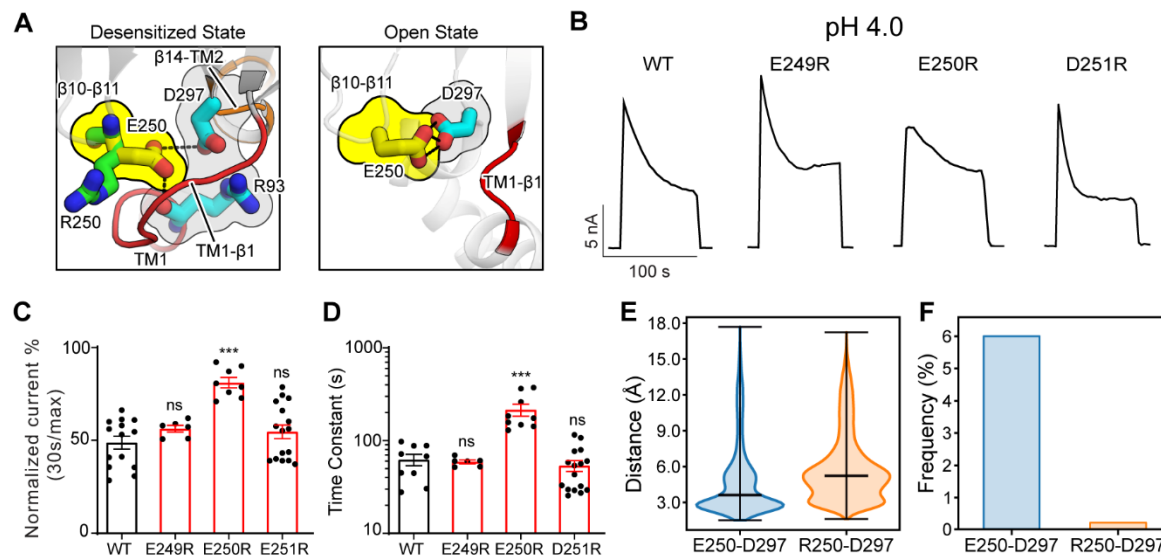 A
Desensitized State
Open State
β14-TM2
β10-β11
D297
E250
R93
R250
TM1
TM1-β1
β10-β11
D297
E250
TM1-β1
B
pH 4.0
WT
E249R
E250R
D251R
5 nA
100 s
C
Normalized current %
(30s/max)
100
50
0
ns
***
ns
WT
E249R
E250R
E251R
D
Time Constant (s)
1000
100
10
ns
***
ns
WT
E249R
E250R
D251R
E
Distance (Å)
18.0
15.0
12.0
9.0
6.0
3.0
E250-D297
R250-D297
F
Frequency (%)
6
5
4
3
2
1
0
E250-D297
R250-D297